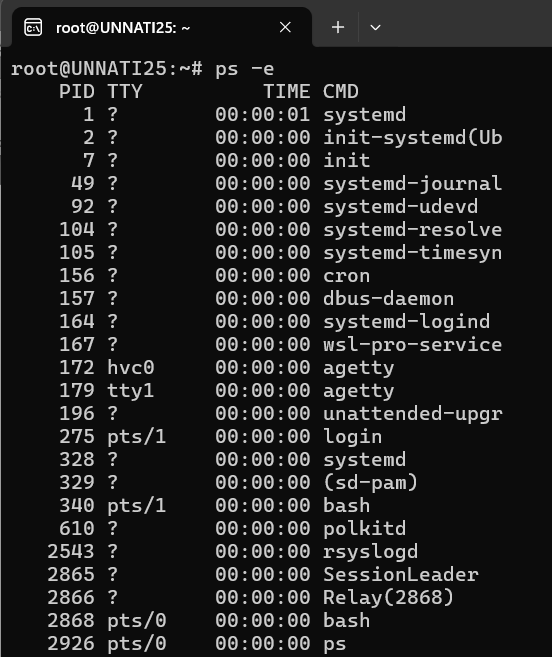 root@UNNATI25: ~
root@UNNATI25:~# ps -e
PID TTY TIME CMD
1 ? 00:00:01 systemd
2 ? 00:00:00 init-systemd(Ub
7 ? 00:00:00 init
49 ? 00:00:00 systemd-journal
92 ? 00:00:00 systemd-udevd
104 ? 00:00:00 systemd-resolve
105 ? 00:00:00 systemd-timesyn
156 ? 00:00:00 cron
157 ? 00:00:00 dbus-daemon
164 ? 00:00:00 systemd-logind
167 ? 00:00:00 wsl-pro-service
172 hvc0 00:00:00 agetty
179 tty1 00:00:00 agetty
196 ? 00:00:00 unattended-upgr
275 pts/1 00:00:00 login
328 ? 00:00:00 systemd
329 ? 00:00:00 (sd-pam)
340 pts/1 00:00:00 bash
610 ? 00:00:00 polkitd
2543 ? 00:00:00 rsyslogd
2865 ? 00:00:00 SessionLeader
2866 ? 00:00:00 Relay(2868)
2868 pts/0 00:00:00 bash
2926 pts/0 00:00:00 ps